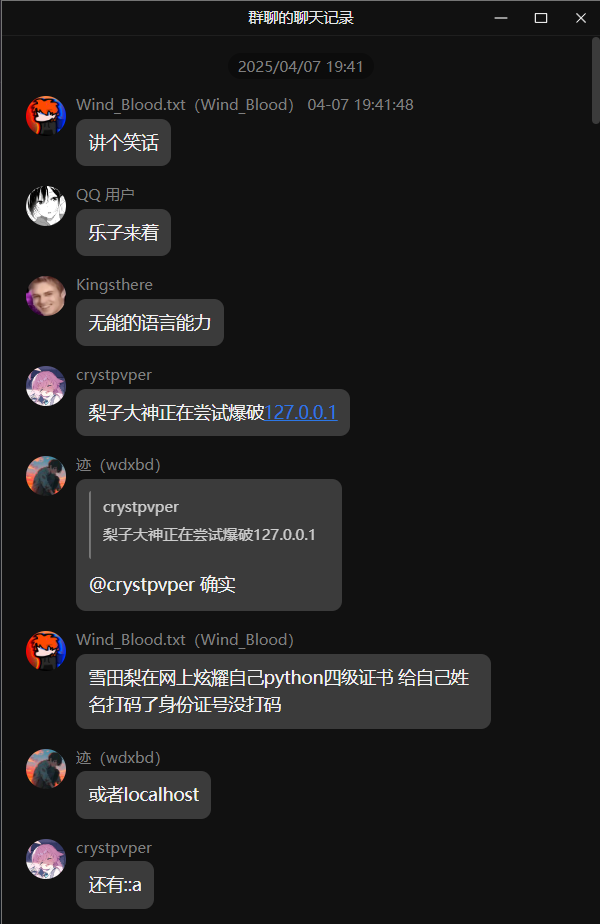 群聊的聊天记录
2025/04/07 19:41
Wind_Blood.txt（Wind_Blood） 04-07 19:41:48
讲个笑话
QQ 用户
乐子来着
Kingsthere
无能的语言能力
crystpvper
梨子大神正在尝试爆破127.0.0.1
迹（wdxbd）
crystpvper
梨子大神正在尝试爆破127.0.0.1
@crystpvper 确实
Wind_Blood.txt（Wind_Blood）
雪田梨在网上炫耀自己python四级证书 给自己姓
名打码了身份证号没打码
迹（wdxbd）
或者localhost
crystpvper
还有::a